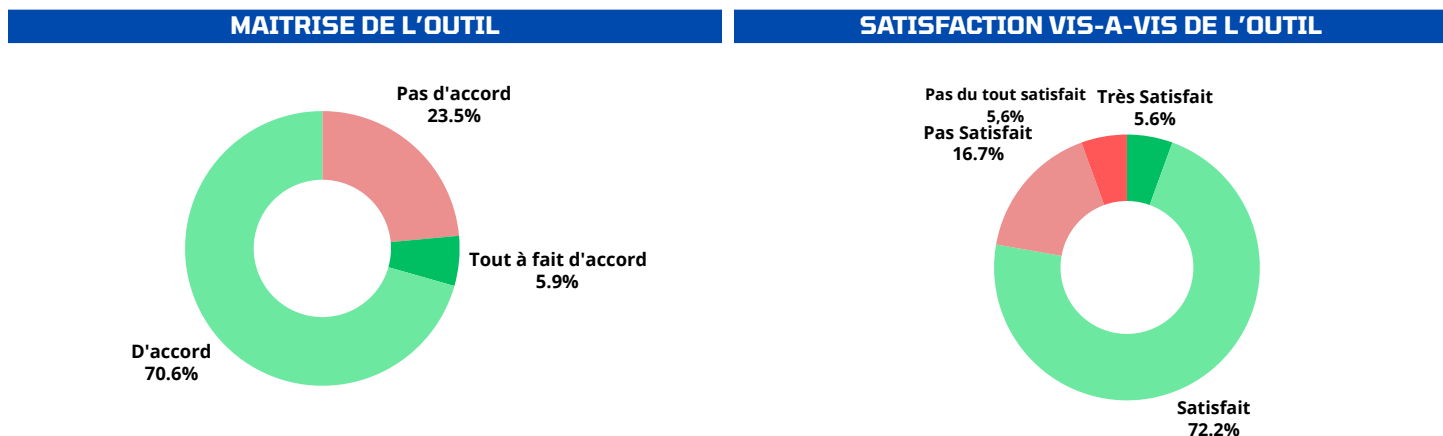 MAITRISE DE L'OUTIL
Pas d'accord
23.5%
Tout à fait d'accord
5.9%
D'accord
70.6%
SATISFACTION VIS-A-VIS DE L'OUTIL
Pas du tout satisfait
5,6%
Très Satisfait
5.6%
Pas Satisfait
16.7%
Satisfait
72.2%